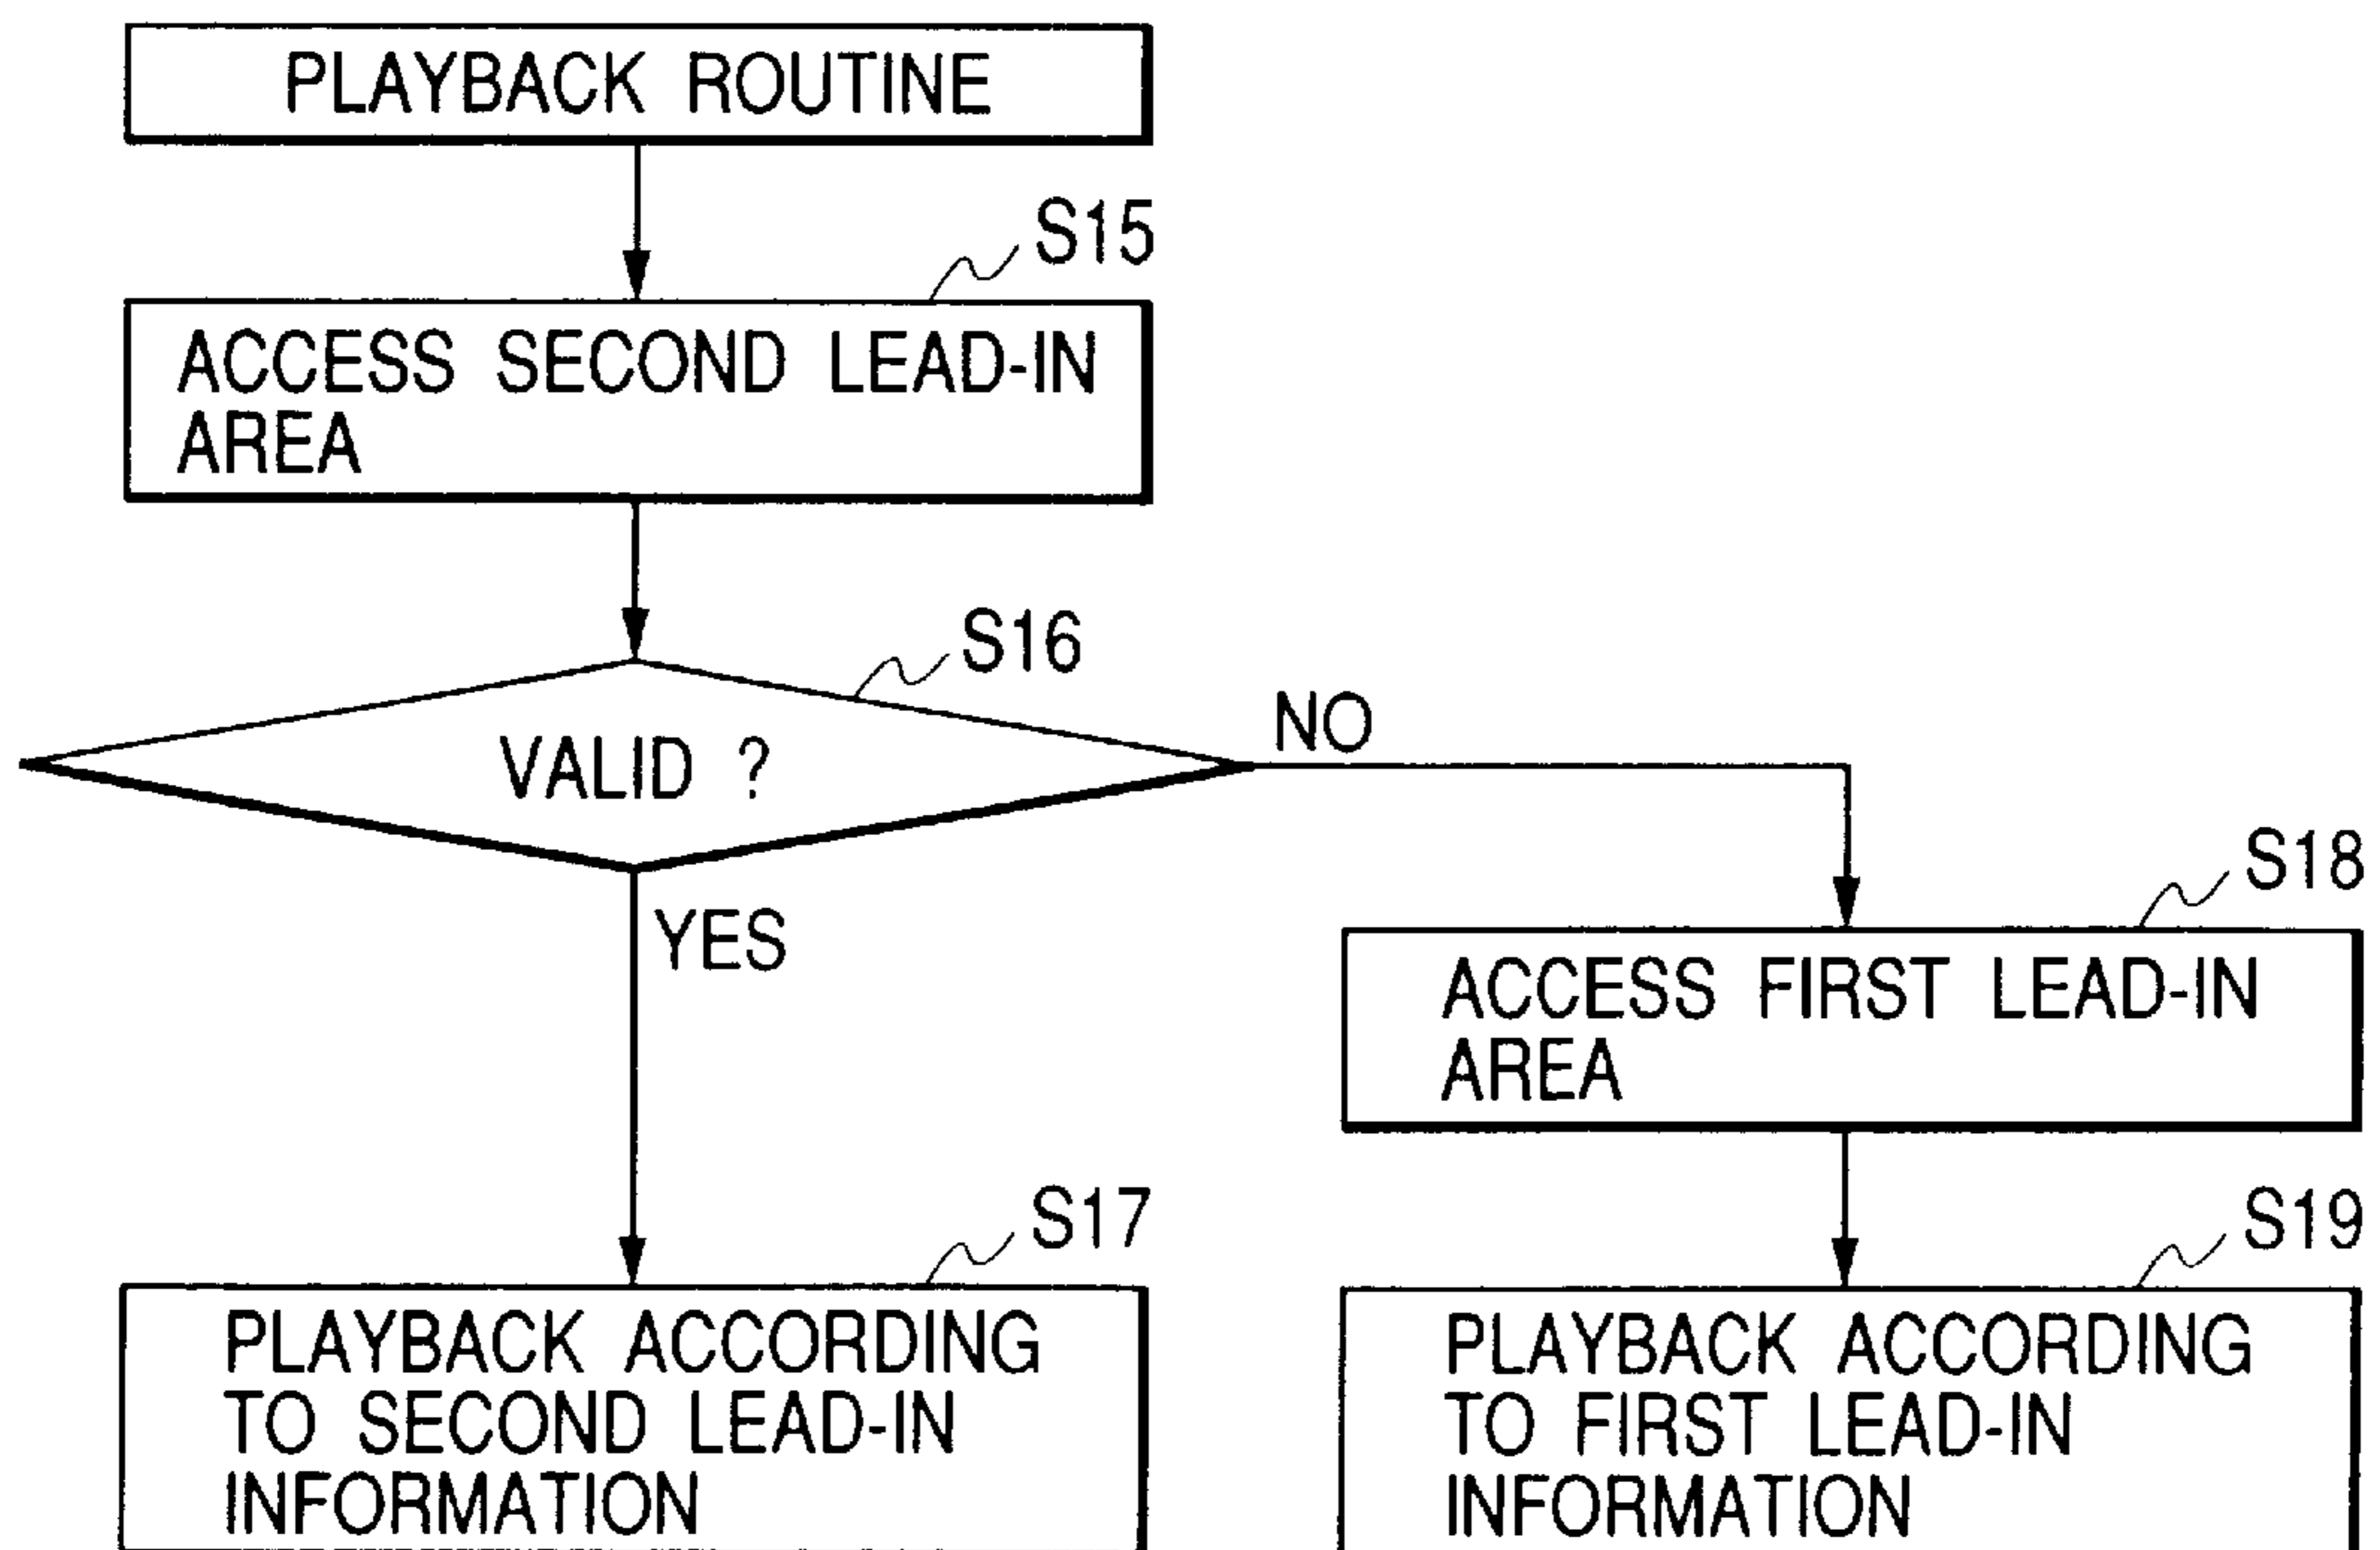 PLAYBACK ROUTINE
S15
ACCESS SECOND LEAD-IN
AREA
S16
VALID ?
NO
YES
S18
ACCESS FIRST LEAD-IN
AREA
S17
PLAYBACK ACCORDING
TO SECOND LEAD-IN
INFORMATION
S19
PLAYBACK ACCORDING
TO FIRST LEAD-IN
INFORMATION